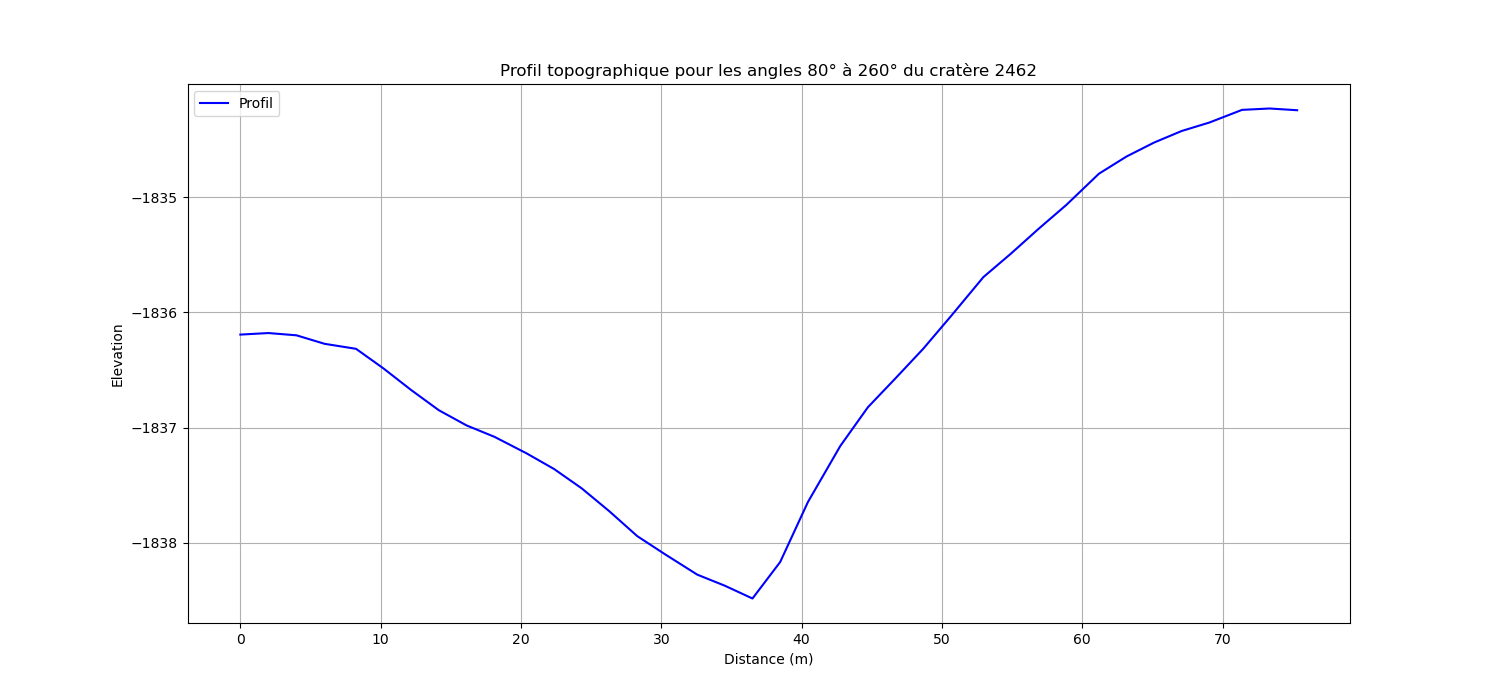 Profil topographique pour les angles 80° à 260° du cratère 2462
Profil
−1835
−1836
−1837
−1838
Elevation
0 10 20 30 40 50 60 70
Distance (m)